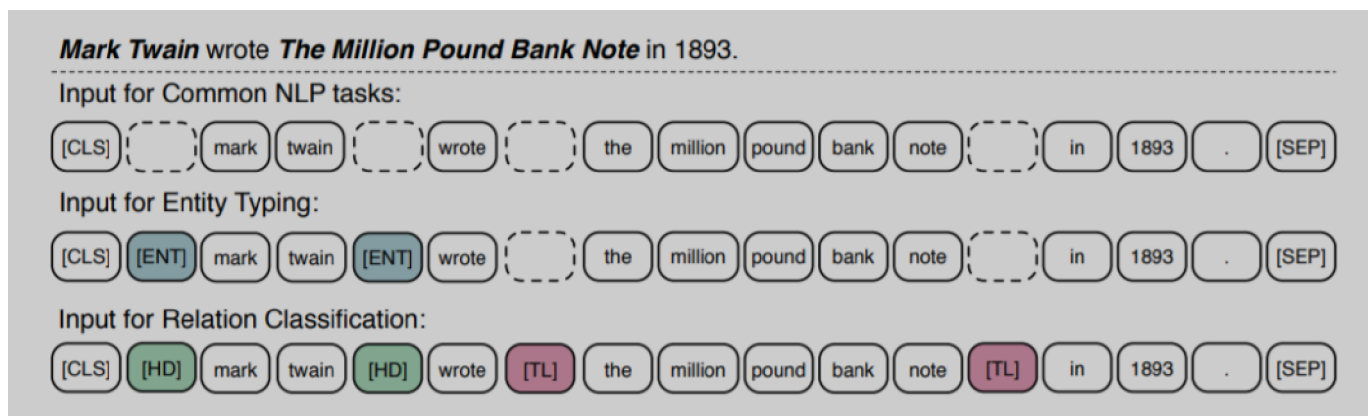 Mark Twain wrote The Million Pound Bank Note in 1893.
Input for Common NLP tasks:
[CLS] mark twain wrote the million pound bank note in 1893 . [SEP]
Input for Entity Typing:
[CLS] [ENT] mark twain [ENT] wrote the million pound bank note in 1893 . [SEP]
Input for Relation Classification:
[CLS] [HD] mark twain [HD] wrote [TL] the million pound bank note [TL] in 1893 . [SEP]